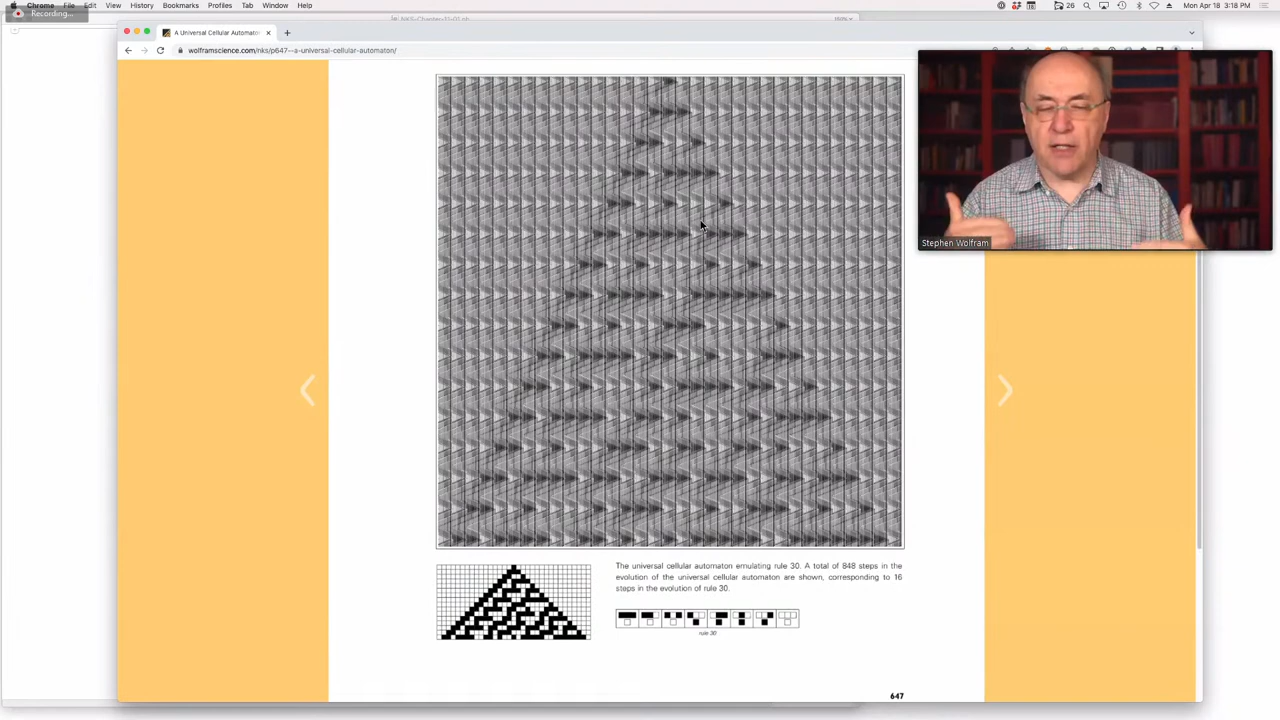 Chrome File Edit View History Bookmarks Profiles Tab Window Help
26
Mon Apr 18 3:18 PM
Recording...
A Universal Cellular Automaton
wolframscience.com/nks/p647--a-universal-cellular-automaton/
Stephen Wolfram
The universal cellular automaton emulating rule 30. A total of 848 steps in the
evolution of the universal cellular automaton are shown, corresponding to 16
steps in the evolution of rule 30.
rule 30
647